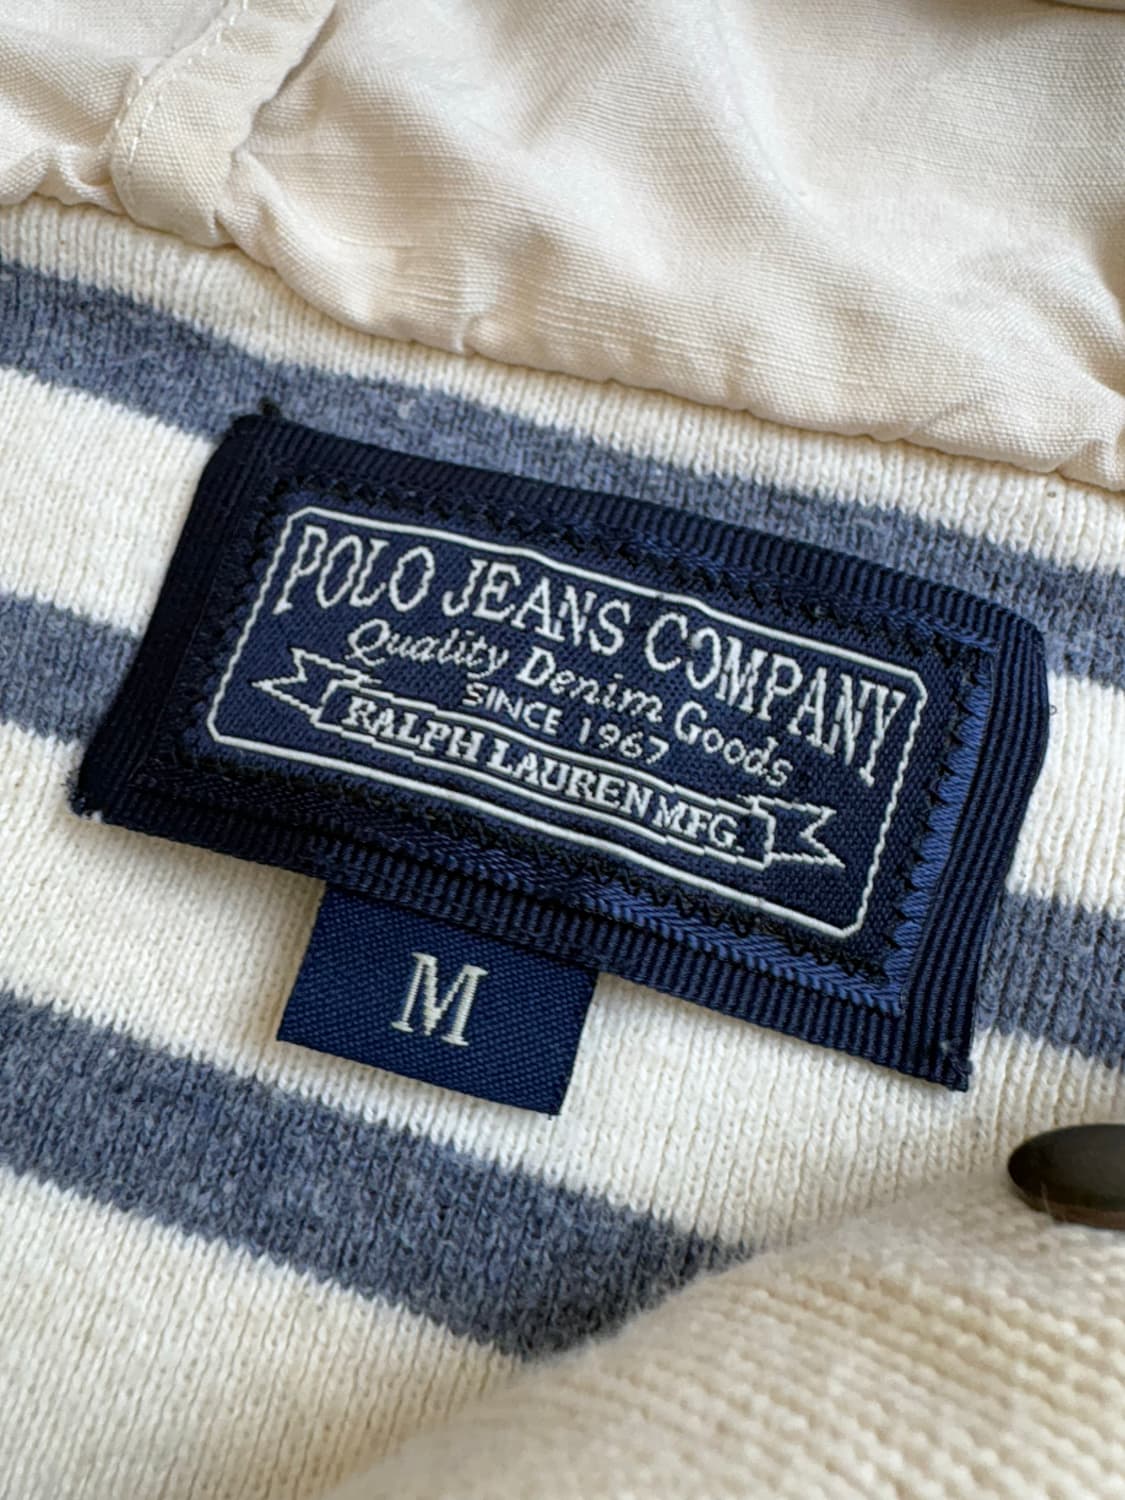 POLO JEANS COMPANY
Quality Denim Goods
SINCE 1967
RALPH LAUREN MFG.
M